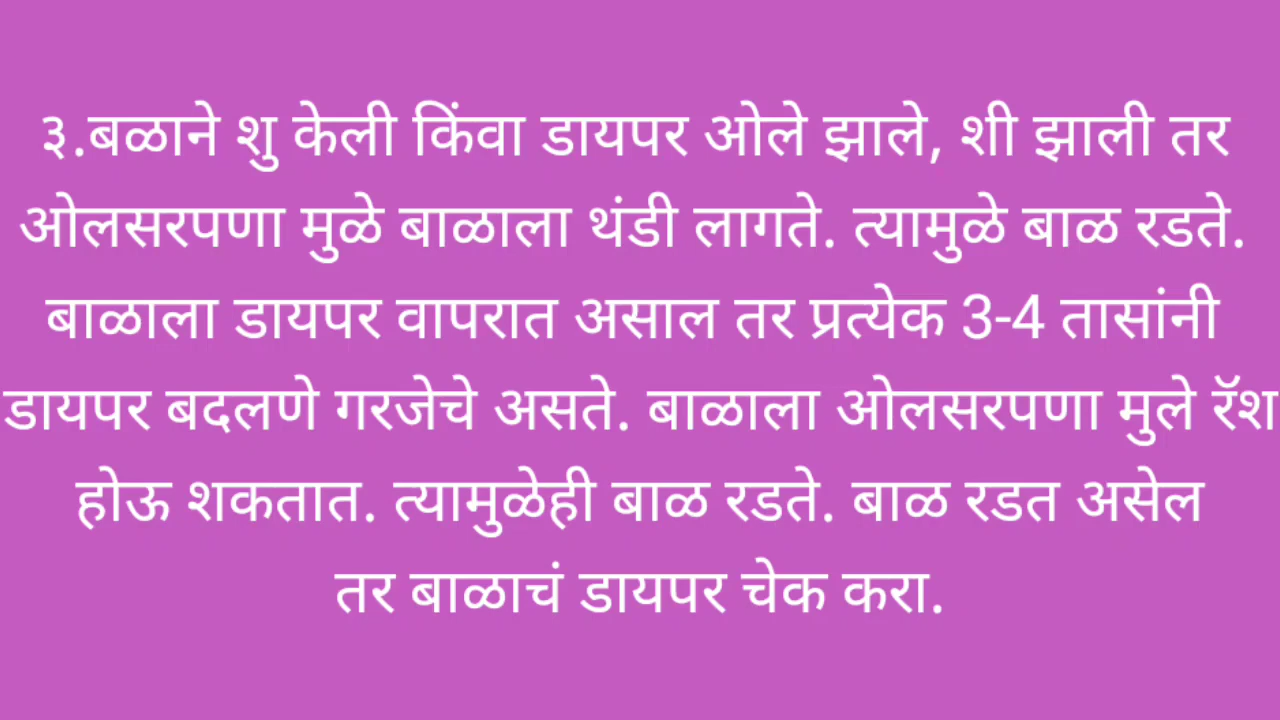 ३.बळाने शु केली किंवा डायपर ओले झाले, शी झाली तर
ओलसरपणा मुळे बाळाला थंडी लागते. त्यामुळे बाळ रडते.
बाळाला डायपर वापरात असाल तर प्रत्येक 3-4 तासांनी
डायपर बदलणे गरजेचे असते. बाळाला ओलसरपणा मुले रॅश
होऊ शकतात. त्यामुळेही बाळ रडते. बाळ रडत असेल
तर बाळाचं डायपर चेक करा.